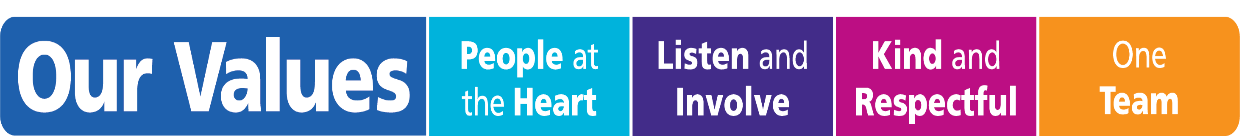 Our Values
People at
the Heart
Listen and
Involve
Kind and
Respectful
One
Team